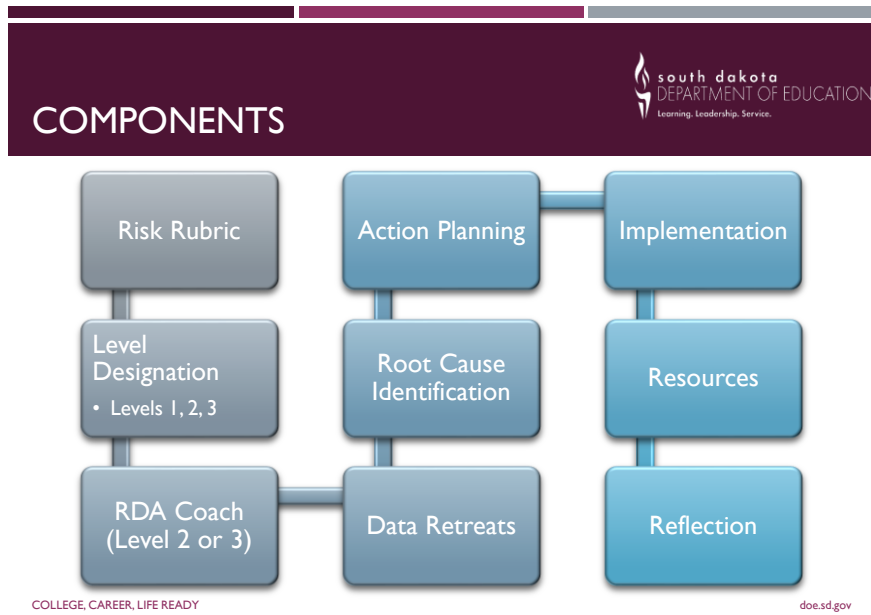 south dakota
DEPARTMENT OF EDUCATION
Learning. Leadership. Service.
COMPONENTS
Risk Rubric
Level
Designation
• Levels 1, 2, 3
RDA Coach
(Level 2 or 3)
Data Retreats
Root Cause
Identification
Action Planning
Implementation
Resources
Reflection
COLLEGE, CAREER, LIFE READY
doe.sd.gov